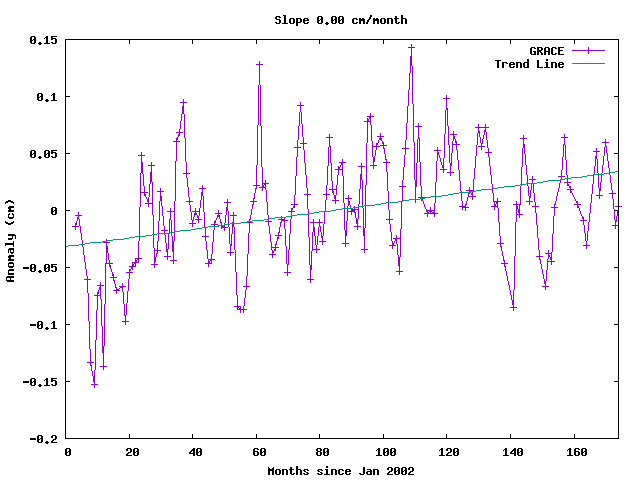 Slope 0.00 cm/month
GRACE
Trend Line
0.15
0.1
0.05
0
-0.05
-0.1
-0.15
-0.2
Anomaly (cm)
0 20 40 60 80 100 120 140 160
Months since Jan 2002